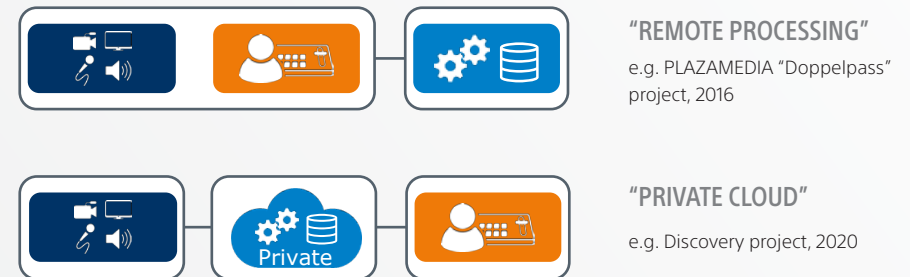 “REMOTE PROCESSING”
e.g. PLAZAMEDIA “Doppelpass”
project, 2016
“PRIVATE CLOUD”
e.g. Discovery project, 2020
Private